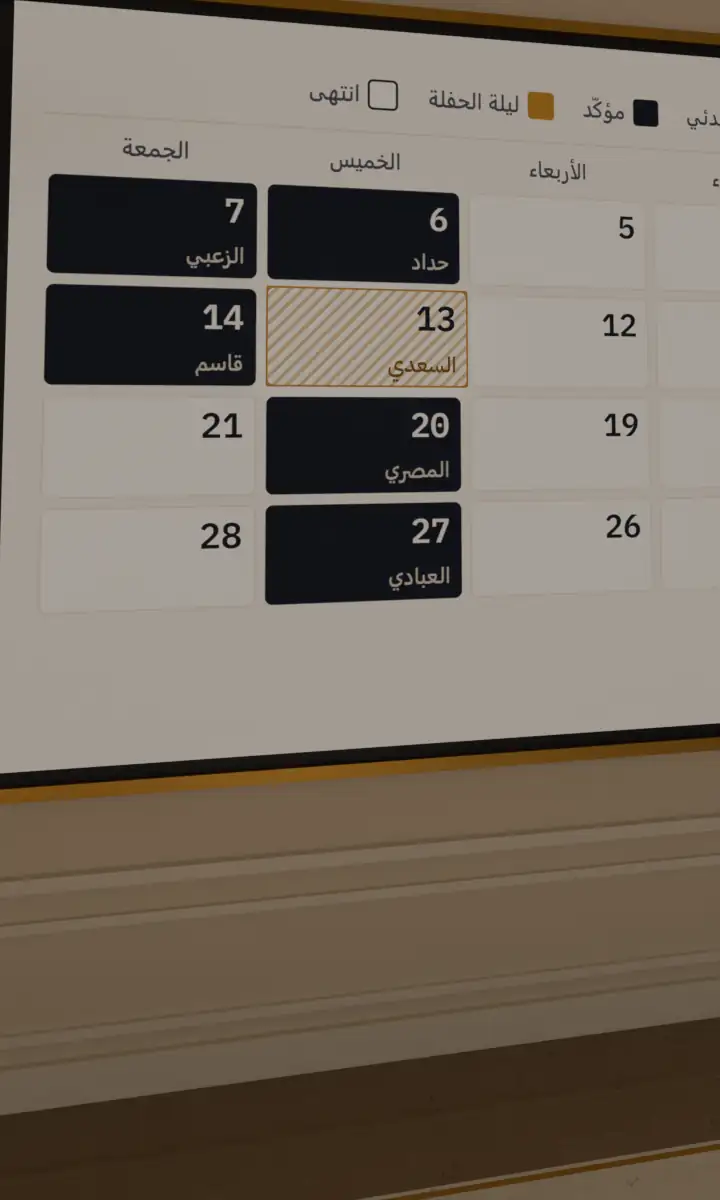 مؤكّد ليلة الحفلة انتهى
الأربعاء الخميس الجمعة
5 6 7
حداد الزعبي
12 13 14
السعدي قاسم
19 20 21
المصري
26 27 28
العبادي